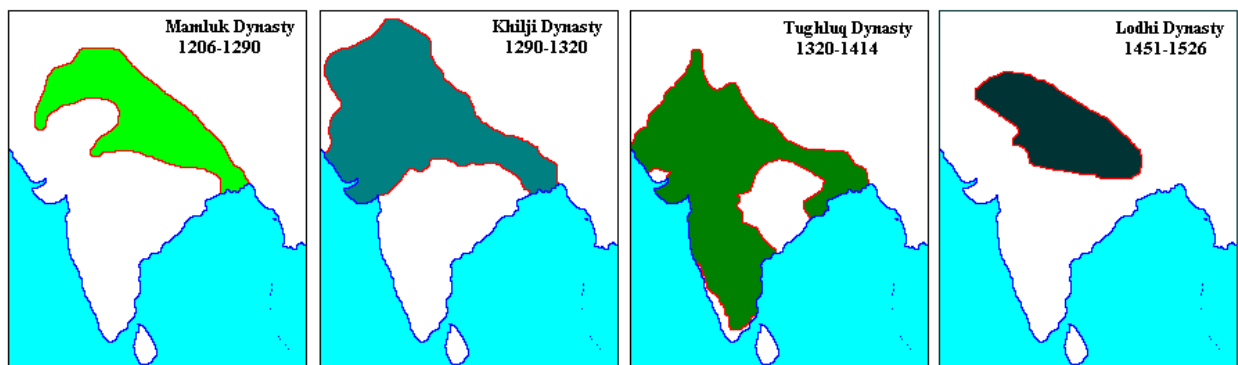 Mamluk Dynasty
1206-1290
Khilji Dynasty
1290-1320
Tughluq Dynasty
1320-1414
Lodhi Dynasty
1451-1526